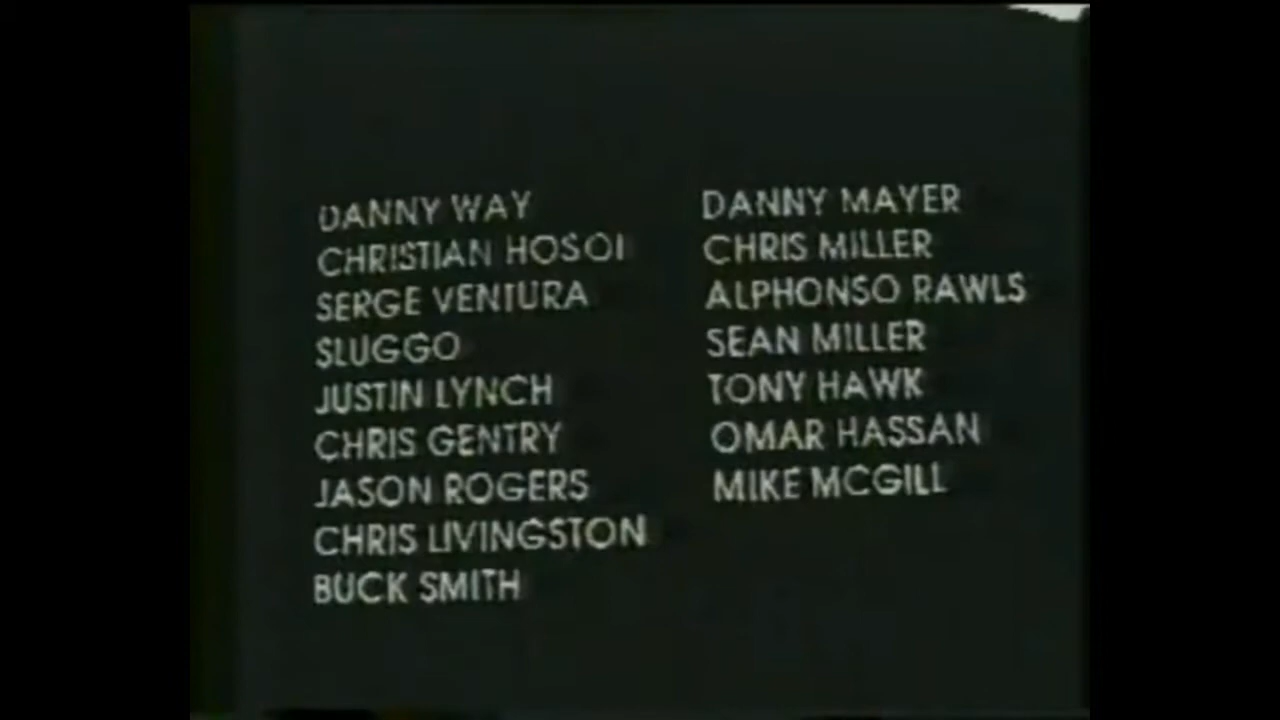 DANNY WAY
CHRISTIAN HOSOI
SERGE VENTURA
SLUGGO
JUSTIN LYNCH
CHRIS GENTRY
JASON ROGERS
CHRIS LIVINGSTON
BUCK SMITH
DANNY MAYER
CHRIS MILLER
ALPHONSO RAWLS
SEAN MILLER
TONY HAWK
OMAR HASSAN
MIKE MCGILL